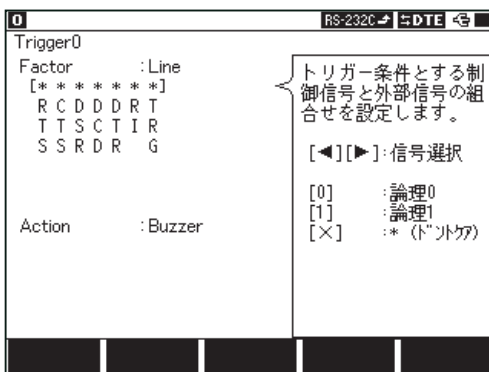 0 RS-232C DTE
Trigger0
Factor :Line
[* * * * * * *]
R C D D D R T
T T S C T I R
S S R D R G
Action :Buzzer
トリガー条件とする制
御信号と外部信号の組
合せを設定します。
[◀][▶]:信号選択
[0] :論理0
[1] :論理1
[×] :* (ﾄﾞﾝﾄｹｱ)